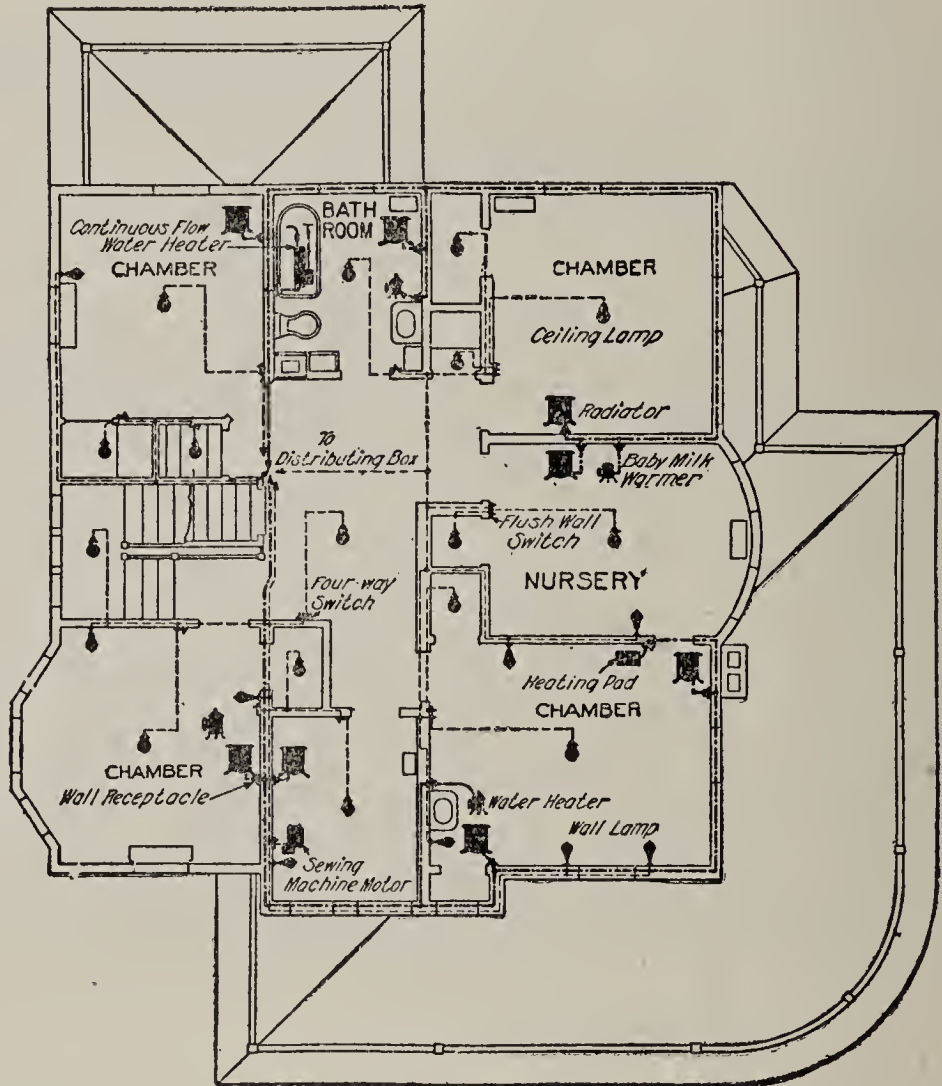 BATH
ROOM
Continuous Flow
Water Heater
CHAMBER
CHAMBER
Ceiling Lamp
Radiator
To
Distributing Box
Baby Milk
Warmer
Flush Wall
Switch
NURSERY
Four-way
Switch
Heating Pad
CHAMBER
CHAMBER
Wall Receptacle
Water Heater
Wall Lamp
Sewing
Machine Motor